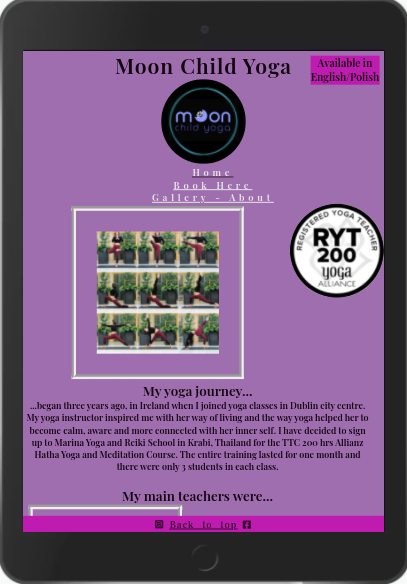 Moon Child Yoga
Available in
English/Polish
moon
child yoga
Home
Book Here
Gallery - About
REGISTERED YOGA TEACHER
RYT
200
yoga
ALLIANCE
My yoga journey...
...began three years ago, in Ireland when I joined yoga classes in Dublin city centre.
My yoga instructor inspired me with her way of living and the way yoga helped her to
become calm, aware and more connected with her inner self. I have decided to sign
up to Marina Yoga and Reiki School in Krabi, Thailand for the TTC 200 hrs Allianz
Hatha Yoga and Meditation Course. The entire training lasted for one month and
there were only 3 students in each class.
My main teachers were...
Back to top